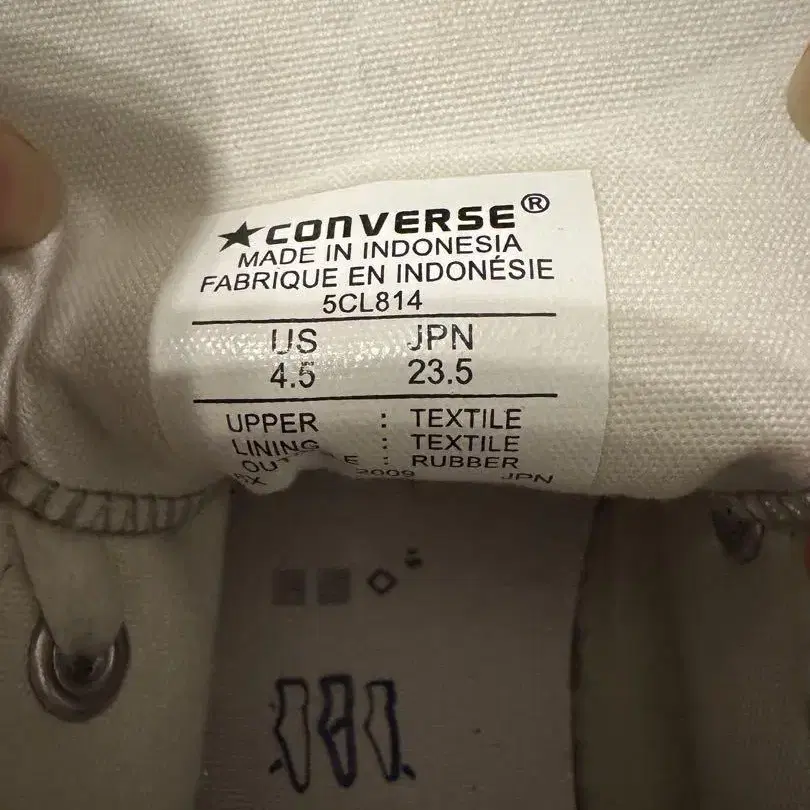 ★CONVERSE®
MADE IN INDONESIA
FABRIQUE EN INDONÉSIE
5CL814
US JPN
4.5 23.5
UPPER : TEXTILE
LINING : TEXTILE
: RUBBER
2009 JPN